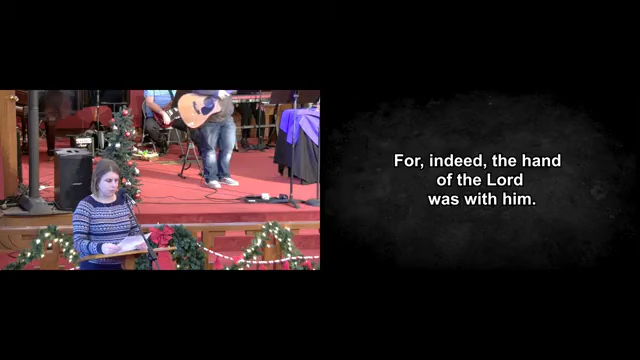 For, indeed, the hand
of the Lord
was with him.